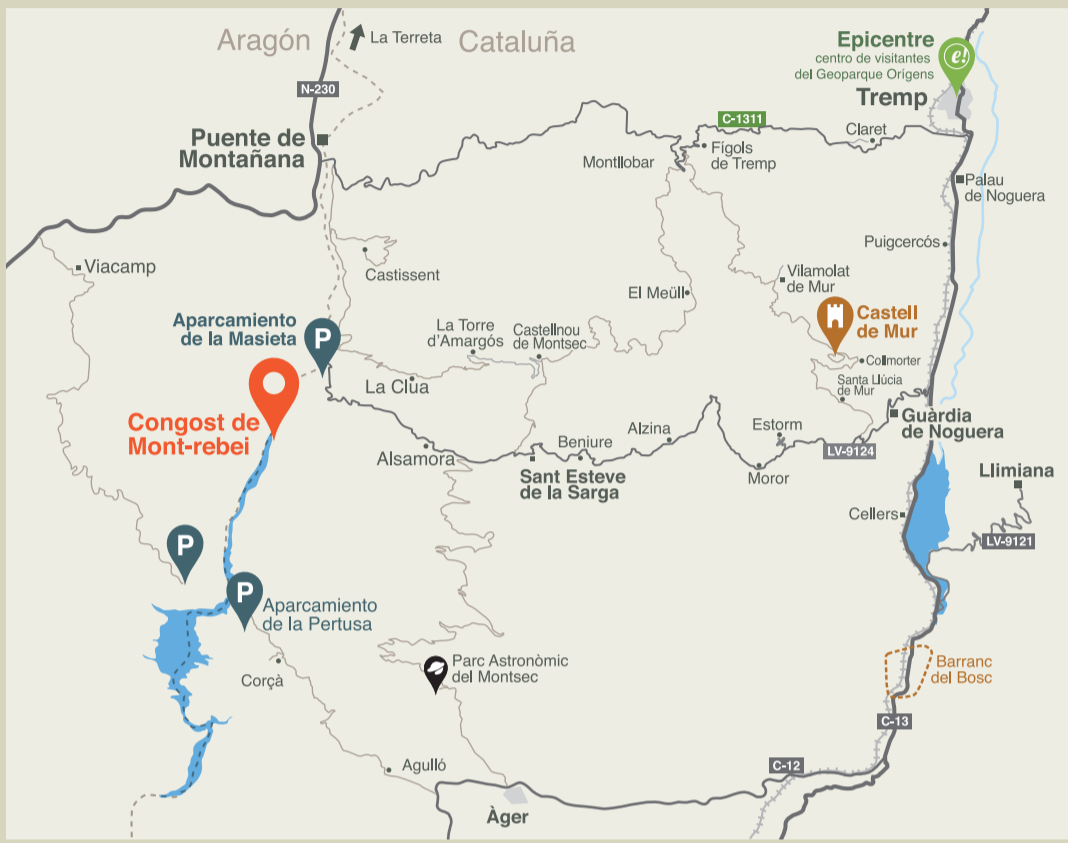 Aragón
La Terreta
Cataluña
N-230
Epicentre
centro de visitantes
del Geoparque Orígens
e!
Tremp
C-1311
Claret
Puente de
Montañana
Montllobar
Fígols
de Tremp
Palau
de Noguera
Puigcercós
Viacamp
Castissent
El Meüll
Vilamolat
de Mur
Aparcamiento
de la Masieta
P
La Torre
d'Amargós
Castellnou
de Montsec
Castell
de Mur
Collmorter
La Clua
Santa Llúcia
de Mur
Congost de
Mont-rebei
Guàrdia
de Noguera
Alsamora
Beniure
Alzina
Estorm
LV-9124
Sant Esteve
de la Sarga
Moror
Llimiana
Cellers
LV-9121
P
P
Aparcamiento
de la Pertusa
Corçà
Parc Astronòmic
del Montsec
Barranc
del Bosc
C-13
Agulló
C-12
Àger